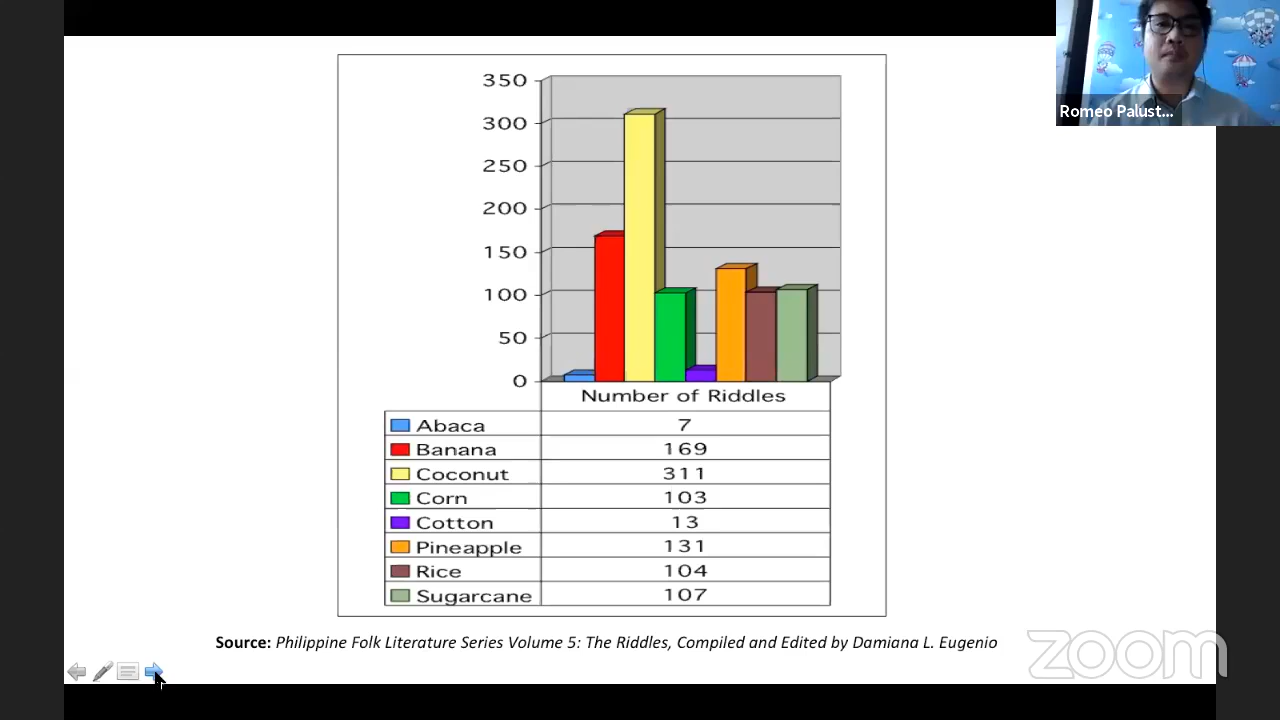 Romeo Palust...
350
300
250
200
150
100
50
0
Number of Riddles
Abaca 7
Banana 169
Coconut 311
Corn 103
Cotton 13
Pineapple 131
Rice 104
Sugarcane 107
Source: Philippine Folk Literature Series Volume 5: The Riddles, Compiled and Edited by Damiana L. Eugenio
zoom